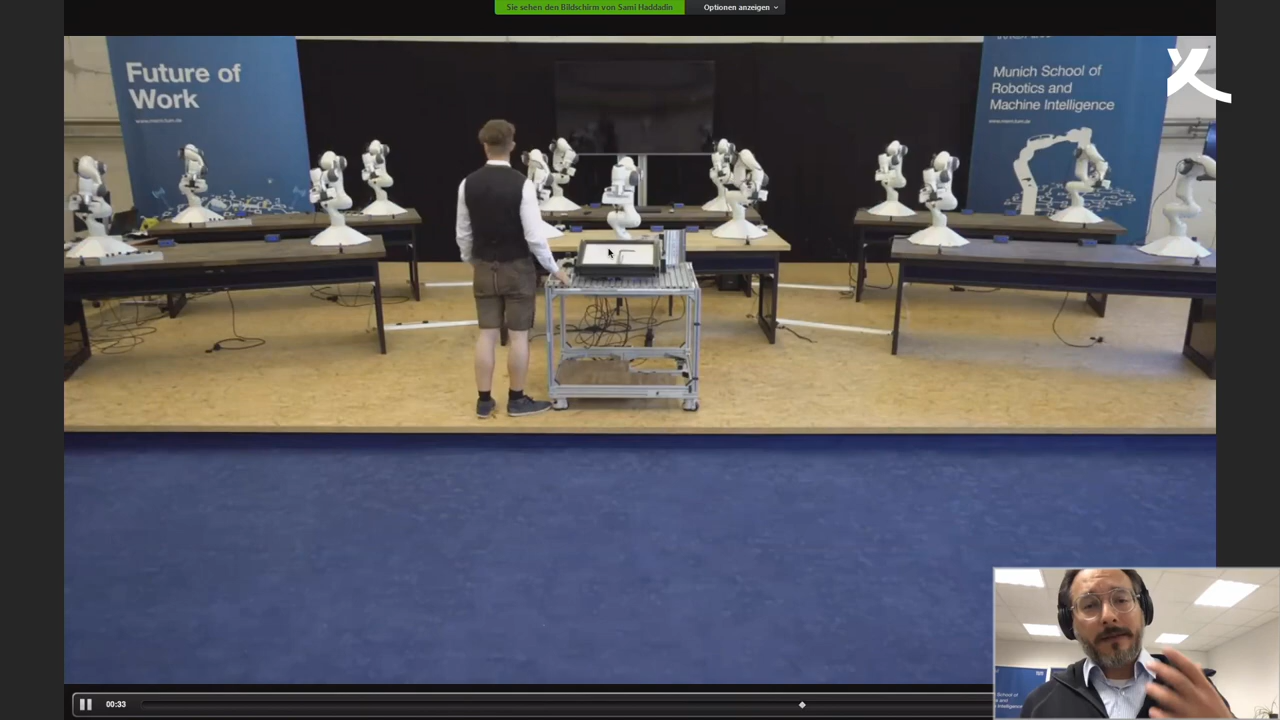 Sie sehen den Bildschirm von Sami Haddadin
Optionen anzeigen
Future of
Work
Munich School of
Robotics and
Machine Intelligence
00:33